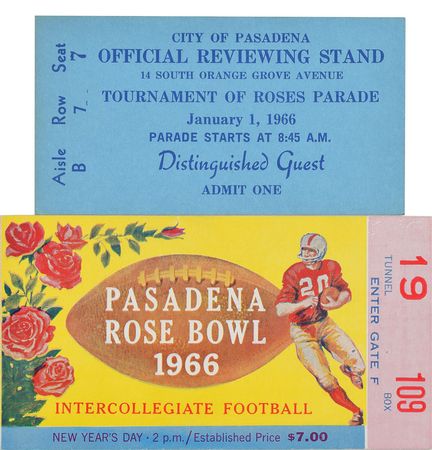 CITY OF PASADENA
OFFICIAL REVIEWING STAND
14 SOUTH ORANGE GROVE AVENUE
TOURNAMENT OF ROSES PARADE
January 1, 1966
PARADE STARTS AT 8:45 A.M.
Distinguished Guest
ADMIT ONE
Aisle Row Seat
B 7 7
PASADENA
ROSE BOWL
1966
20
INTERCOLLEGIATE FOOTBALL
NEW YEAR'S DAY • 2 p.m./Established Price $7.00
19 109
TUNNEL BOX
ENTER GATE F